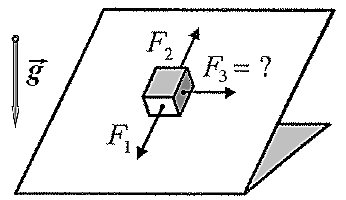 F₂
F₃ = ?
g⃗
F₁